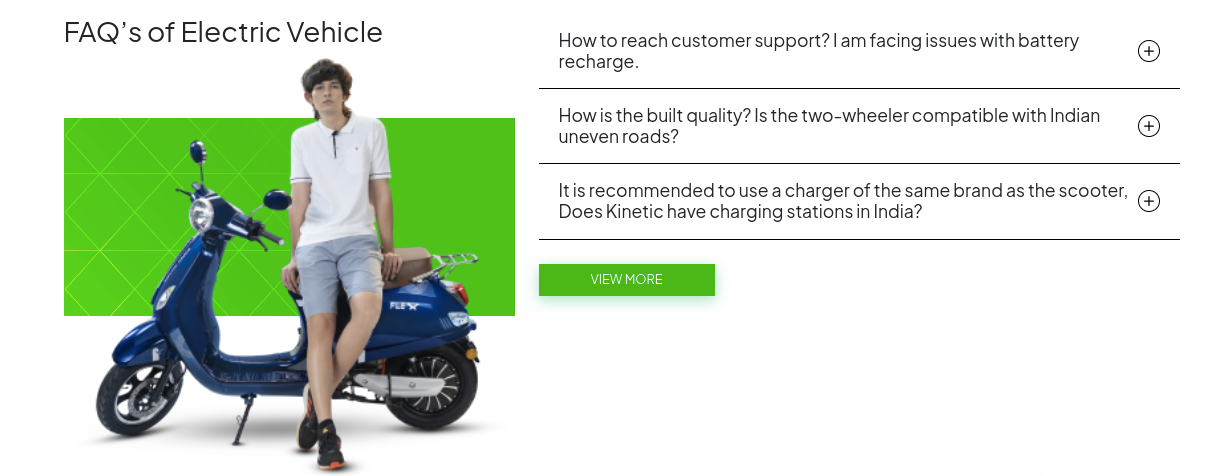 FAQ’s of Electric Vehicle
How to reach customer support? I am facing issues with battery
recharge.
How is the built quality? Is the two-wheeler compatible with Indian
uneven roads?
It is recommended to use a charger of the same brand as the scooter,
Does Kinetic have charging stations in India?
VIEW MORE
FLEX